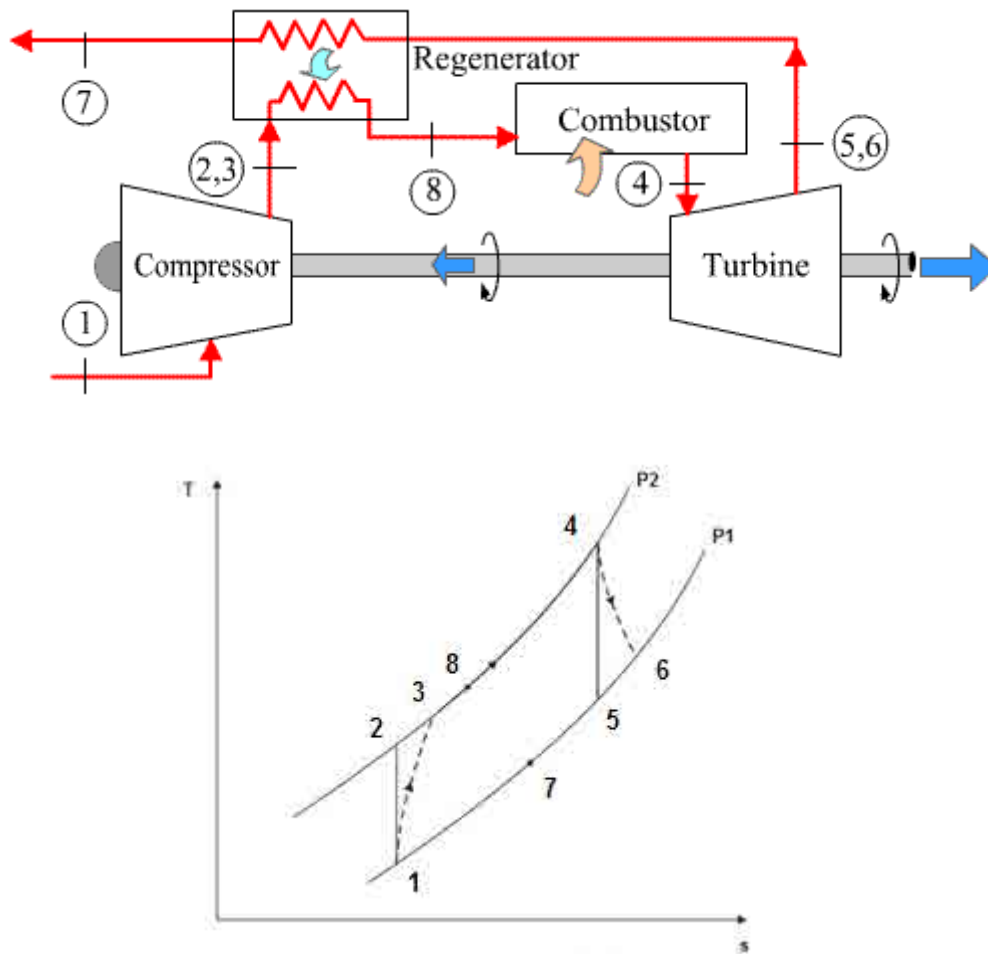 Regenerator
7
Combustor
2,3
8
4
5,6
Compressor
Turbine
1
T
P2
4
P1
8
3
6
2
5
7
1
s